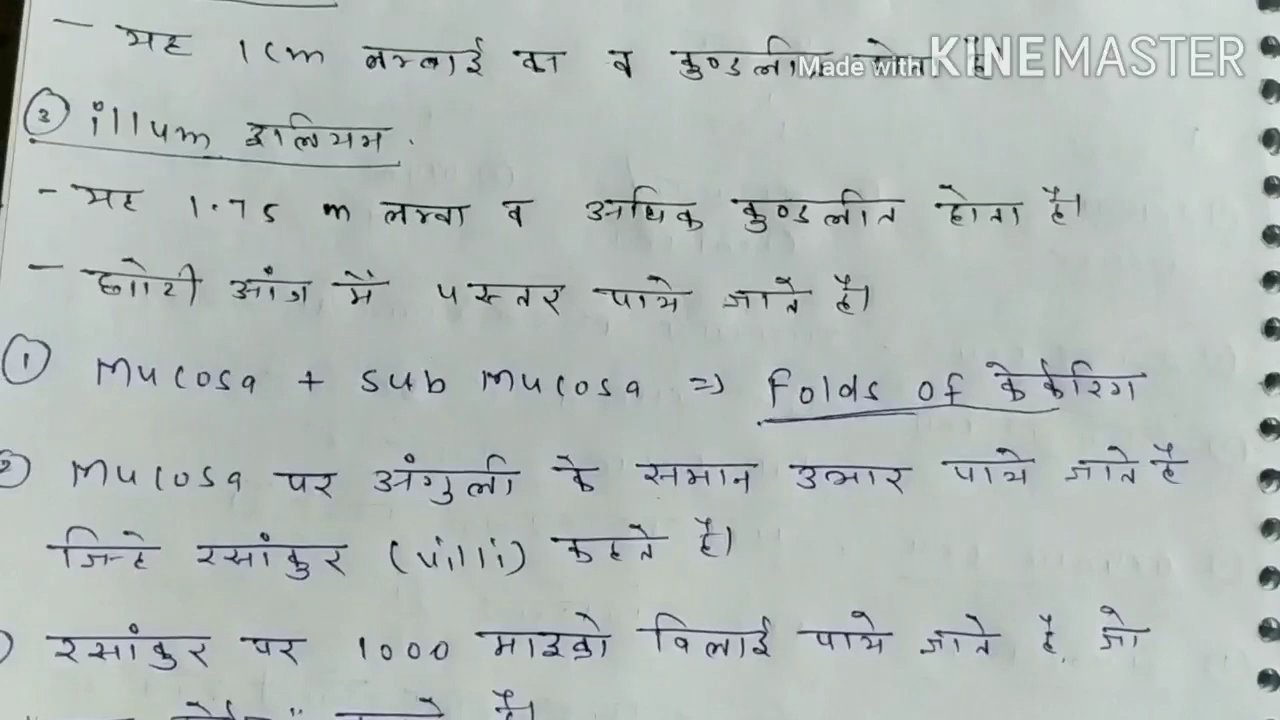 - यह 1cm लम्बाई का व कुण्डलीत होता है
Made with KINEMASTER
③ illum इलियम.
- यह 1.75 m लम्बा व अधिक कुण्डलीत होता है।
- छोटी आंत्र में 4 स्तर पाये जाते है।
① Mucosa + Sub Mucosa => Folds of केर्करिंग
② Mucosa पर अंगुली के समान उभार पाये जाते है
जिन्हे रसांकुर (villi) कहते है।
रसांकुर पर 1000 माइक्रो विलाई पाये जाते है, जो
है।